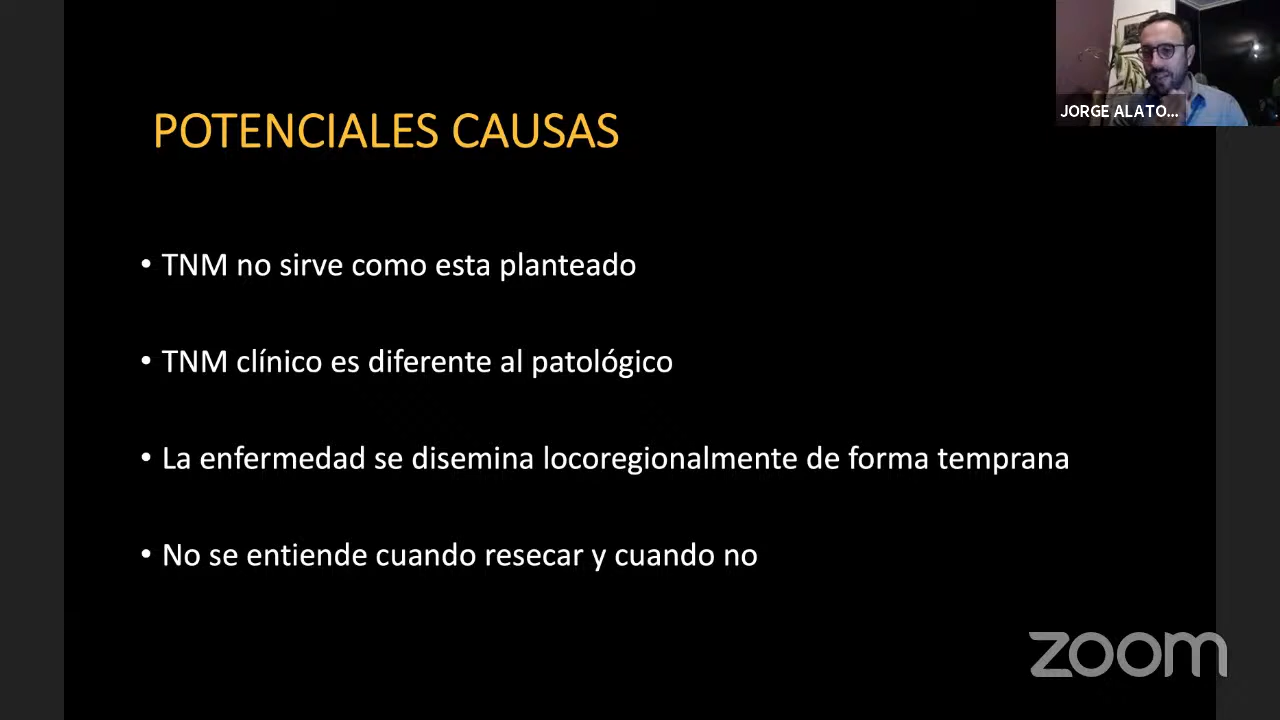 JORGE ALATO...
POTENCIALES CAUSAS
• TNM no sirve como esta planteado
• TNM clínico es diferente al patológico
• La enfermedad se disemina locoregionalmente de forma temprana
• No se entiende cuando resecar y cuando no
zoom